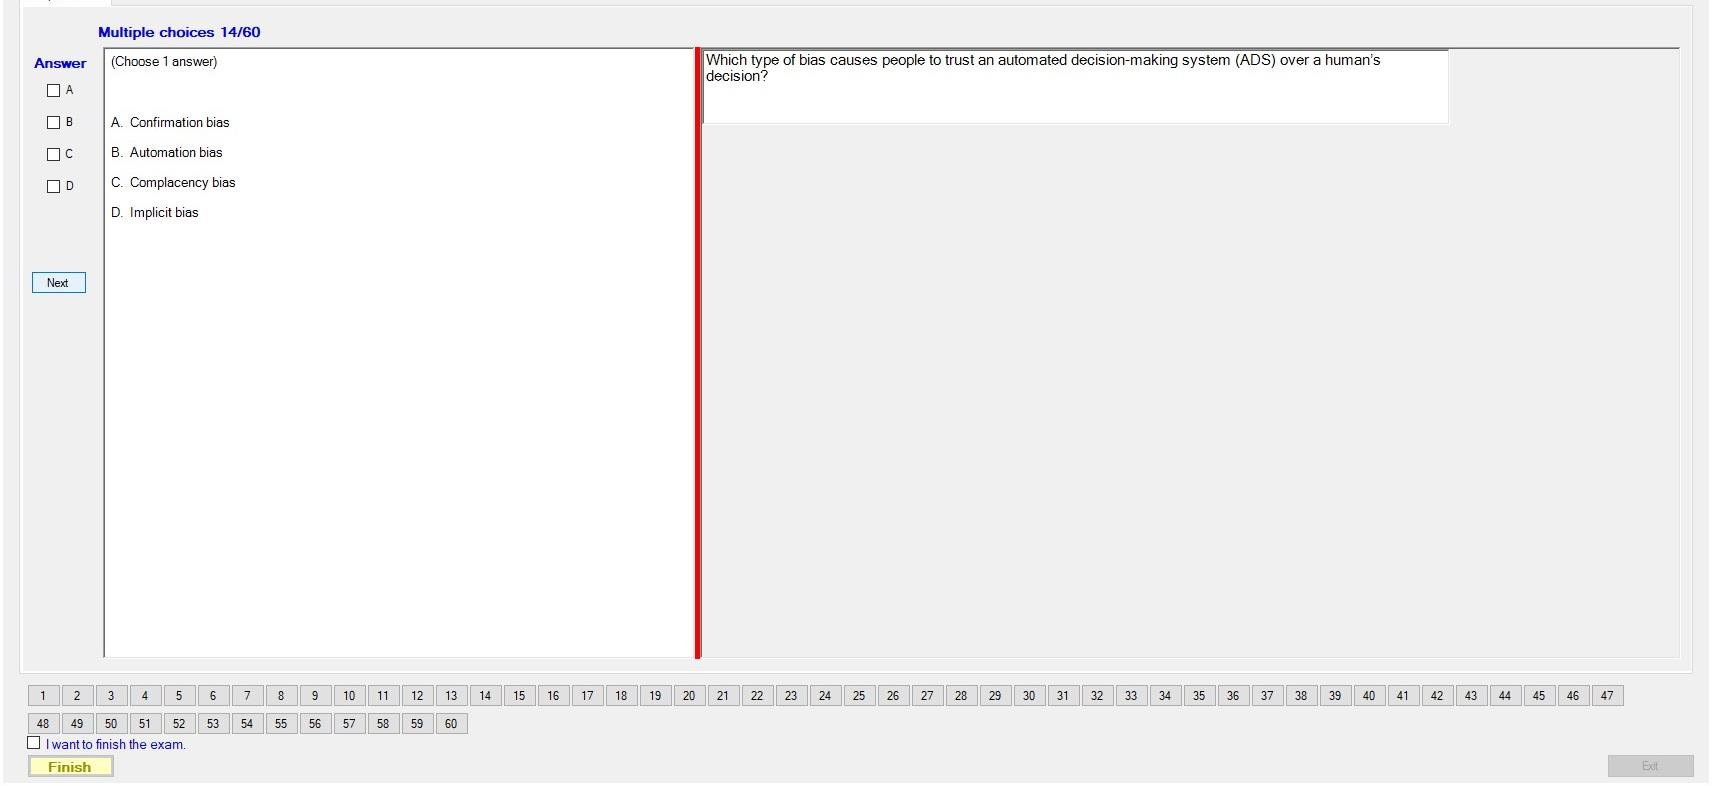 Multiple choices 14/60
Answer
A
B
C
D
Next
(Choose 1 answer)
A. Confirmation bias
B. Automation bias
C. Complacency bias
D. Implicit bias
Which type of bias causes people to trust an automated decision-making system (ADS) over a human's
decision?
1 2 3 4 5 6 7 8 9 10 11 12 13 14 15 16 17 18 19 20 21 22 23 24 25 26 27 28 29 30 31 32 33 34 35 36 37 38 39 40 41 42 43 44 45 46 47
48 49 50 51 52 53 54 55 56 57 58 59 60
I want to finish the exam.
Finish
Exit